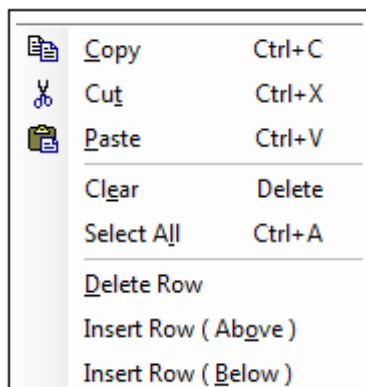 Copy Ctrl+C
Cut Ctrl+X
Paste Ctrl+V
Clear Delete
Select All Ctrl+A
Delete Row
Insert Row ( Above )
Insert Row ( Below )